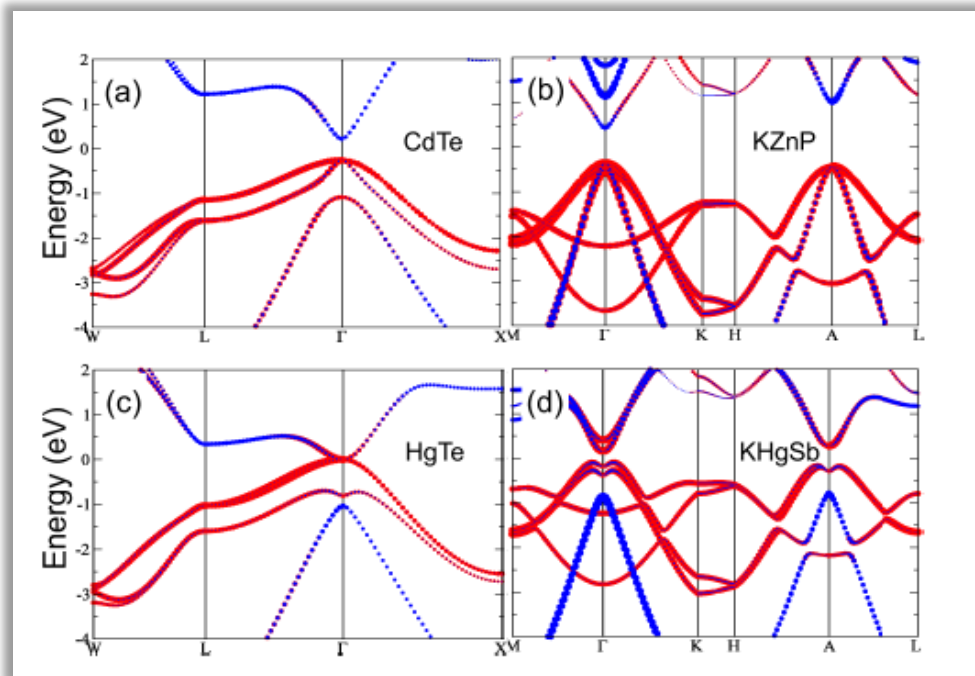 (a)
CdTe
Energy (eV)
2
1
0
-1
-2
-3
-4
W L Γ X
(b)
KZnP
M Γ K H A L
(c)
HgTe
Energy (eV)
2
1
0
-1
-2
-3
-4
W L Γ X
(d)
KHgSb
M Γ K H A L